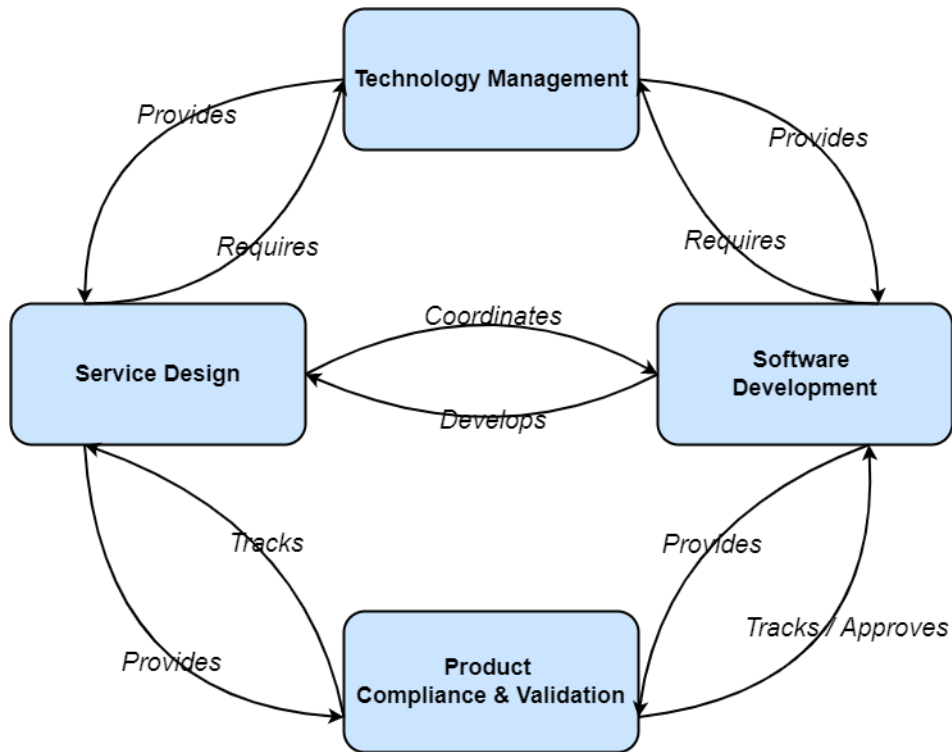 Technology Management
Provides
Provides
Requires
Requires
Coordinates
Service Design
Software
Development
Develops
Tracks
Provides
Tracks / Approves
Provides
Product
Compliance & Validation